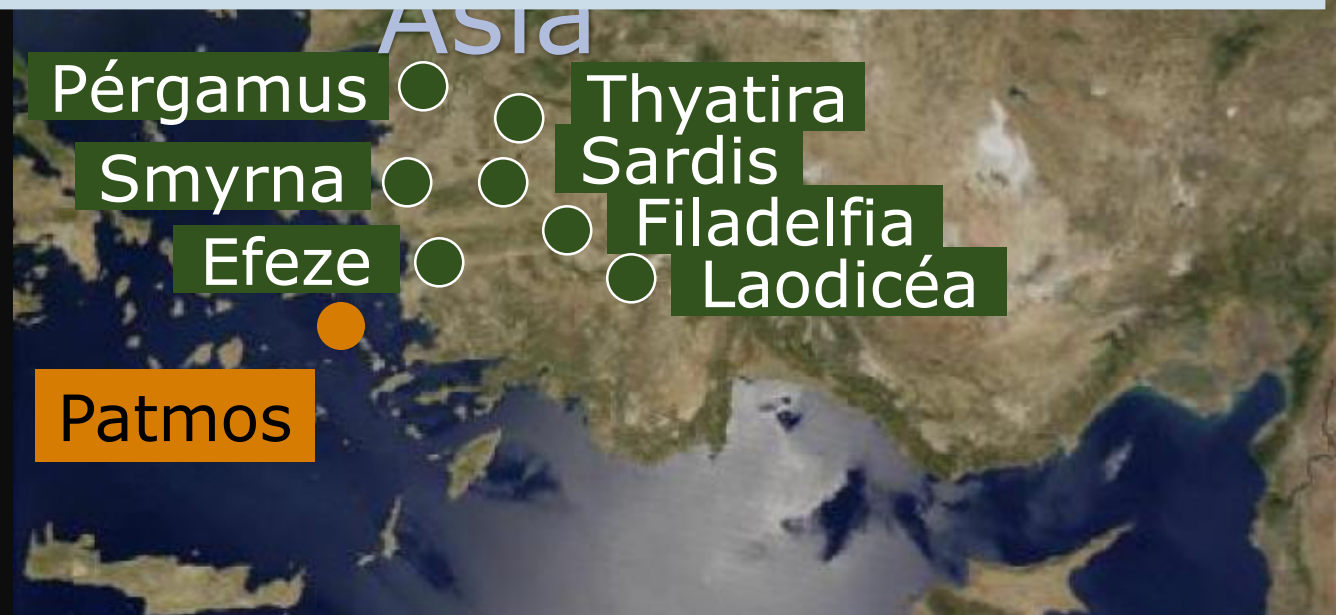 Asia
Pérgamus
Thyatira
Smyrna
Sardis
Filadelfia
Efeze
Laodicéa
Patmos